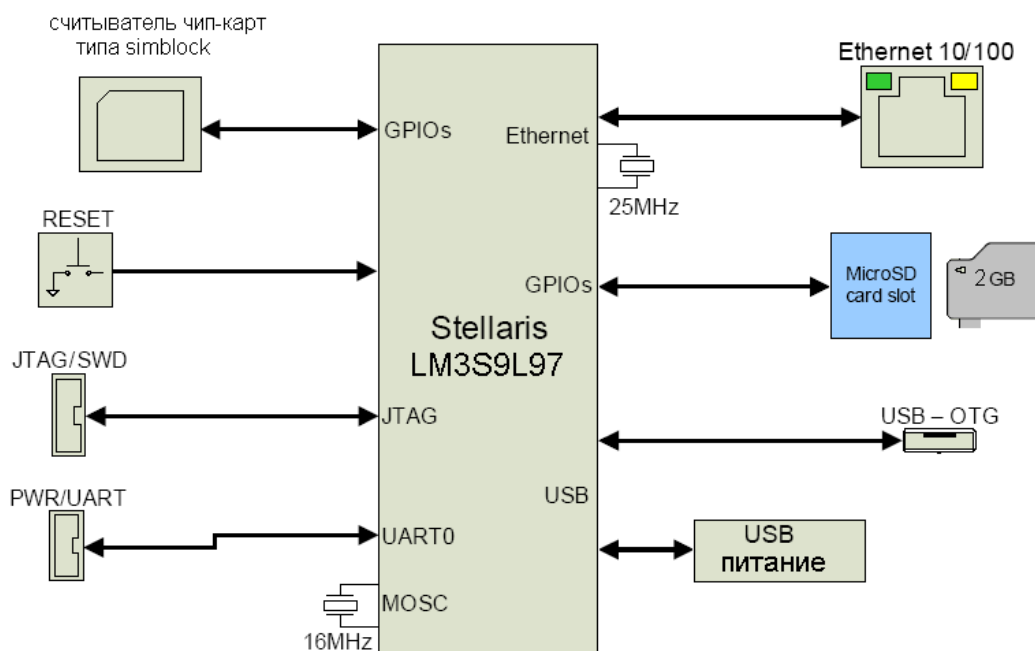 считыватель чип-карт
типа simblock
Ethernet 10/100
GPIOs
Ethernet
25MHz
RESET
GPIOs
MicroSD
card slot
2 GB
Stellaris
LM3S9L97
JTAG/SWD
JTAG
USB – OTG
PWR/UART
USB
UART0
USB
питание
MOSC
16MHz